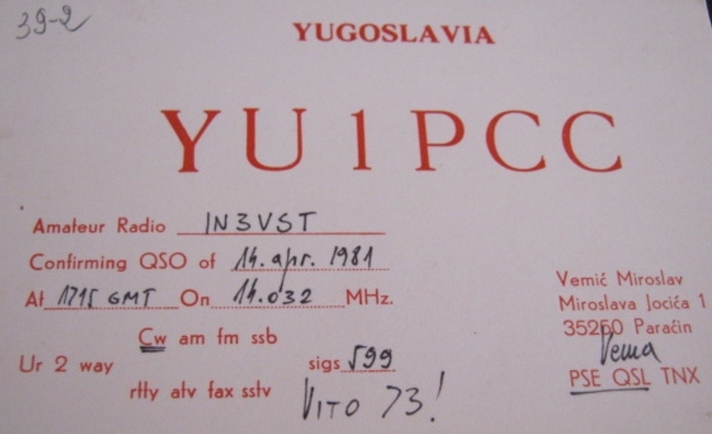 39-2
YUGOSLAVIA
YU1PCC
Amateur Radio IN3VST
Confirming QSO of 14. apr. 1981
At 1715 GMT On 14.032 MHz.
Cw am fm ssb
Ur 2 way sigs 599
rtty atv fax sstv
VITO 73!
Vemić Miroslav
Miroslava Jocića 1
35250 Paraćin
Vema
PSE QSL TNX